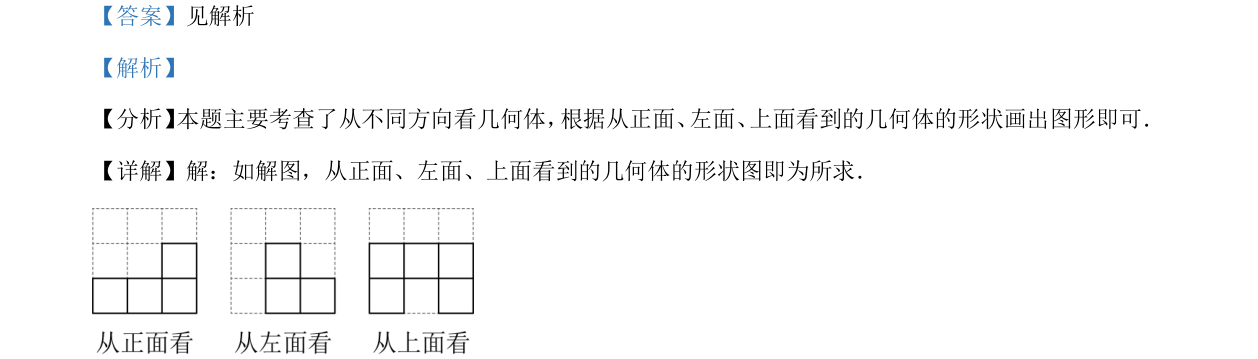 【答案】见解析
【解析】
【分析】本题主要考查了从不同方向看几何体，根据从正面、左面、上面看到的几何体的形状画出图形即可．
【详解】解：如解图，从正面、左面、上面看到的几何体的形状图即为所求．
从正面看 从左面看 从上面看